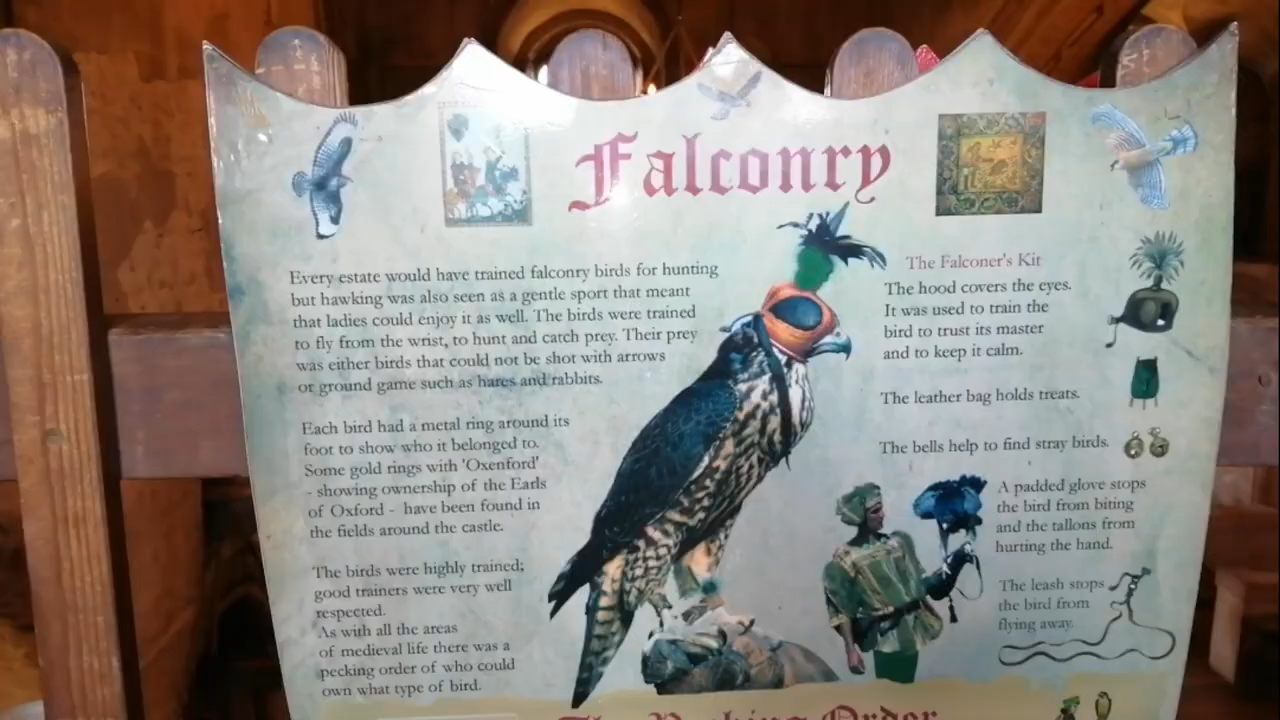 Falconry
Every estate would have trained falconry birds for hunting
but hawking was also seen as a gentle sport that meant
that ladies could enjoy it as well. The birds were trained
to fly from the wrist, to hunt and catch prey. Their prey
was either birds that could not be shot with arrows
or ground game such as hares and rabbits.
Each bird had a metal ring around its
foot to show who it belonged to.
Some gold rings with 'Oxenford'
- showing ownership of the Earls
of Oxford - have been found in
the fields around the castle.
The birds were highly trained;
good trainers were very well
respected.
As with all the areas
of medieval life there was a
pecking order of who could
own what type of bird.
The Falconer's Kit
The hood covers the eyes.
It was used to train the
bird to trust its master
and to keep it calm.
The leather bag holds treats.
The bells help to find stray birds.
A padded glove stops
the bird from biting
and the tallons from
hurting the hand.
The leash stops
the bird from
flying away.
The Pecking Order